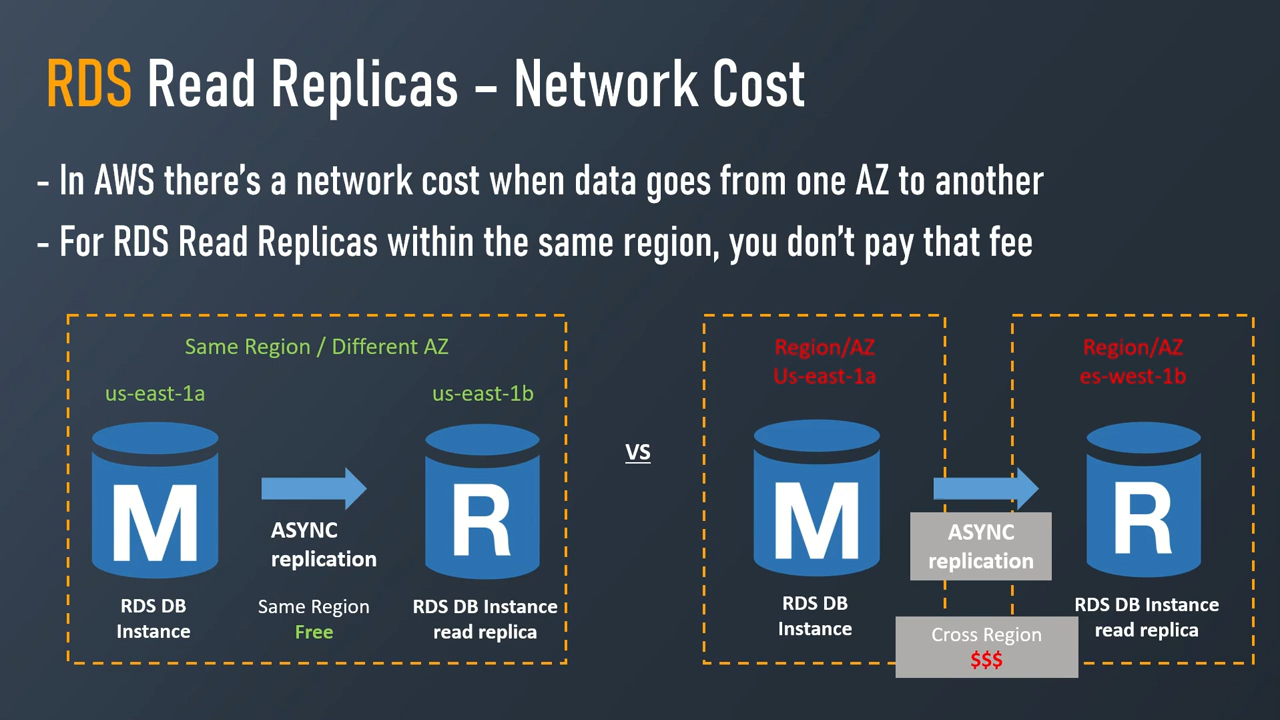 RDS Read Replicas – Network Cost
- In AWS there's a network cost when data goes from one AZ to another
- For RDS Read Replicas within the same region, you don't pay that fee
Same Region / Different AZ
us-east-1a
us-east-1b
M
R
ASYNC
replication
RDS DB
Instance
Same Region
Free
RDS DB Instance
read replica
VS
Region/AZ
Us-east-1a
Region/AZ
es-west-1b
M
R
ASYNC
replication
RDS DB
Instance
Cross Region
$$$
RDS DB Instance
read replica